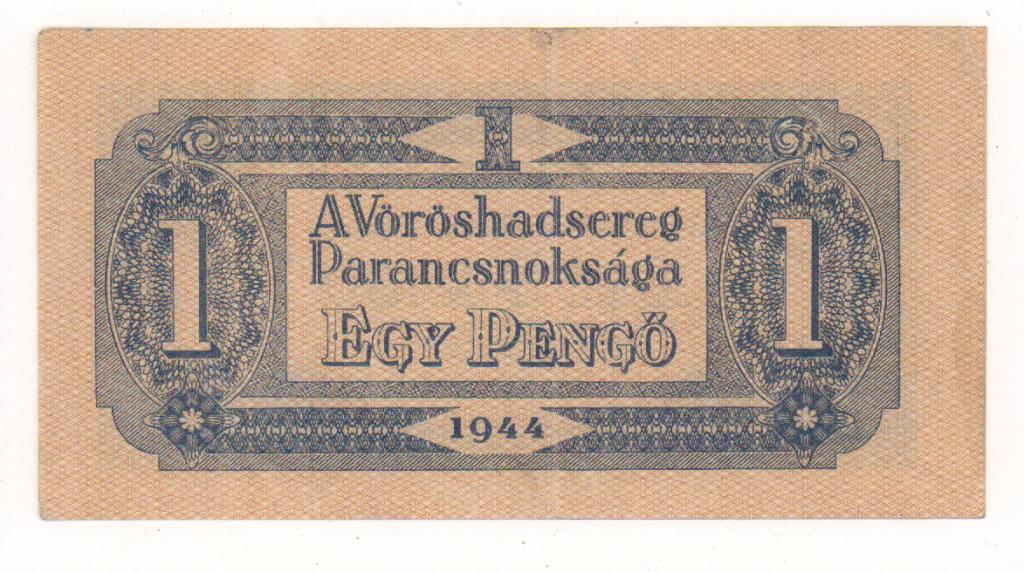 1
A Vöröshadsereg
Parancsnoksága
1 EGY PENGŐ 1
1944